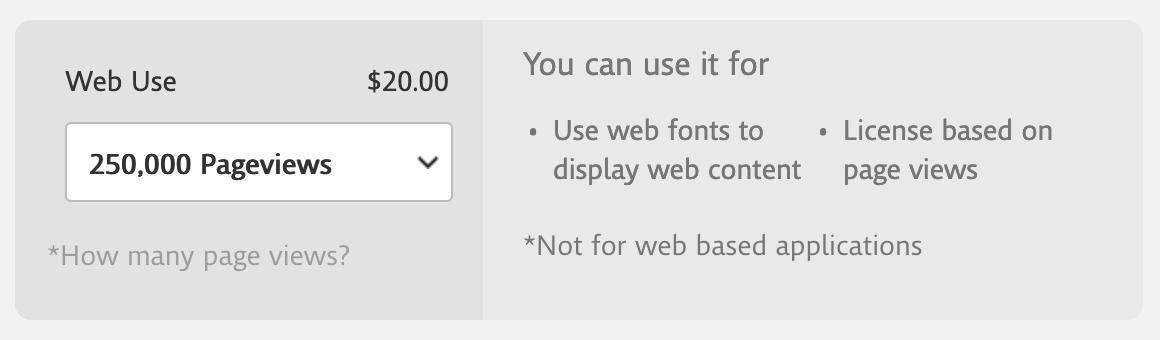 Web Use
$20.00
250,000 Pageviews
*How many page views?
You can use it for
• Use web fonts to
display web content
• License based on
page views
*Not for web based applications